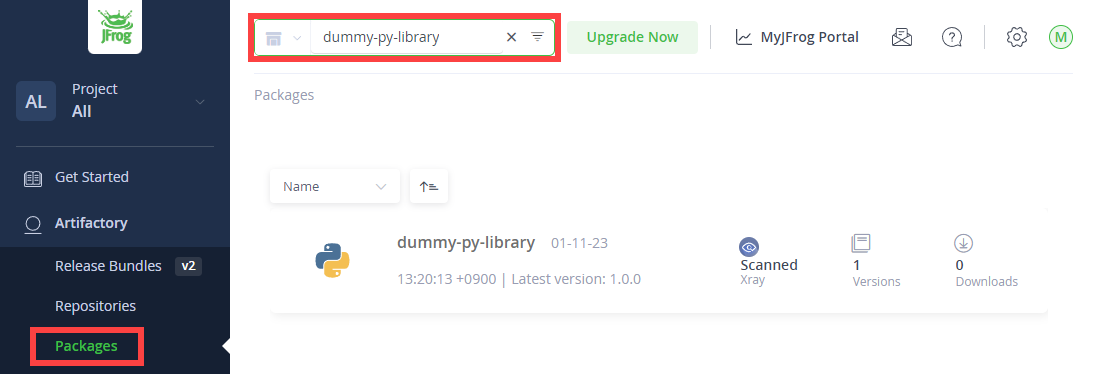 JFrog
dummy-py-library
Upgrade Now
MyJFrog Portal
M
AL
Project
All
Packages
Get Started
Name
Artifactory
dummy-py-library 01-11-23
13:20:13 +0900 | Latest version: 1.0.0
Scanned
Xray
1
Versions
0
Downloads
Release Bundles v2
Repositories
Packages